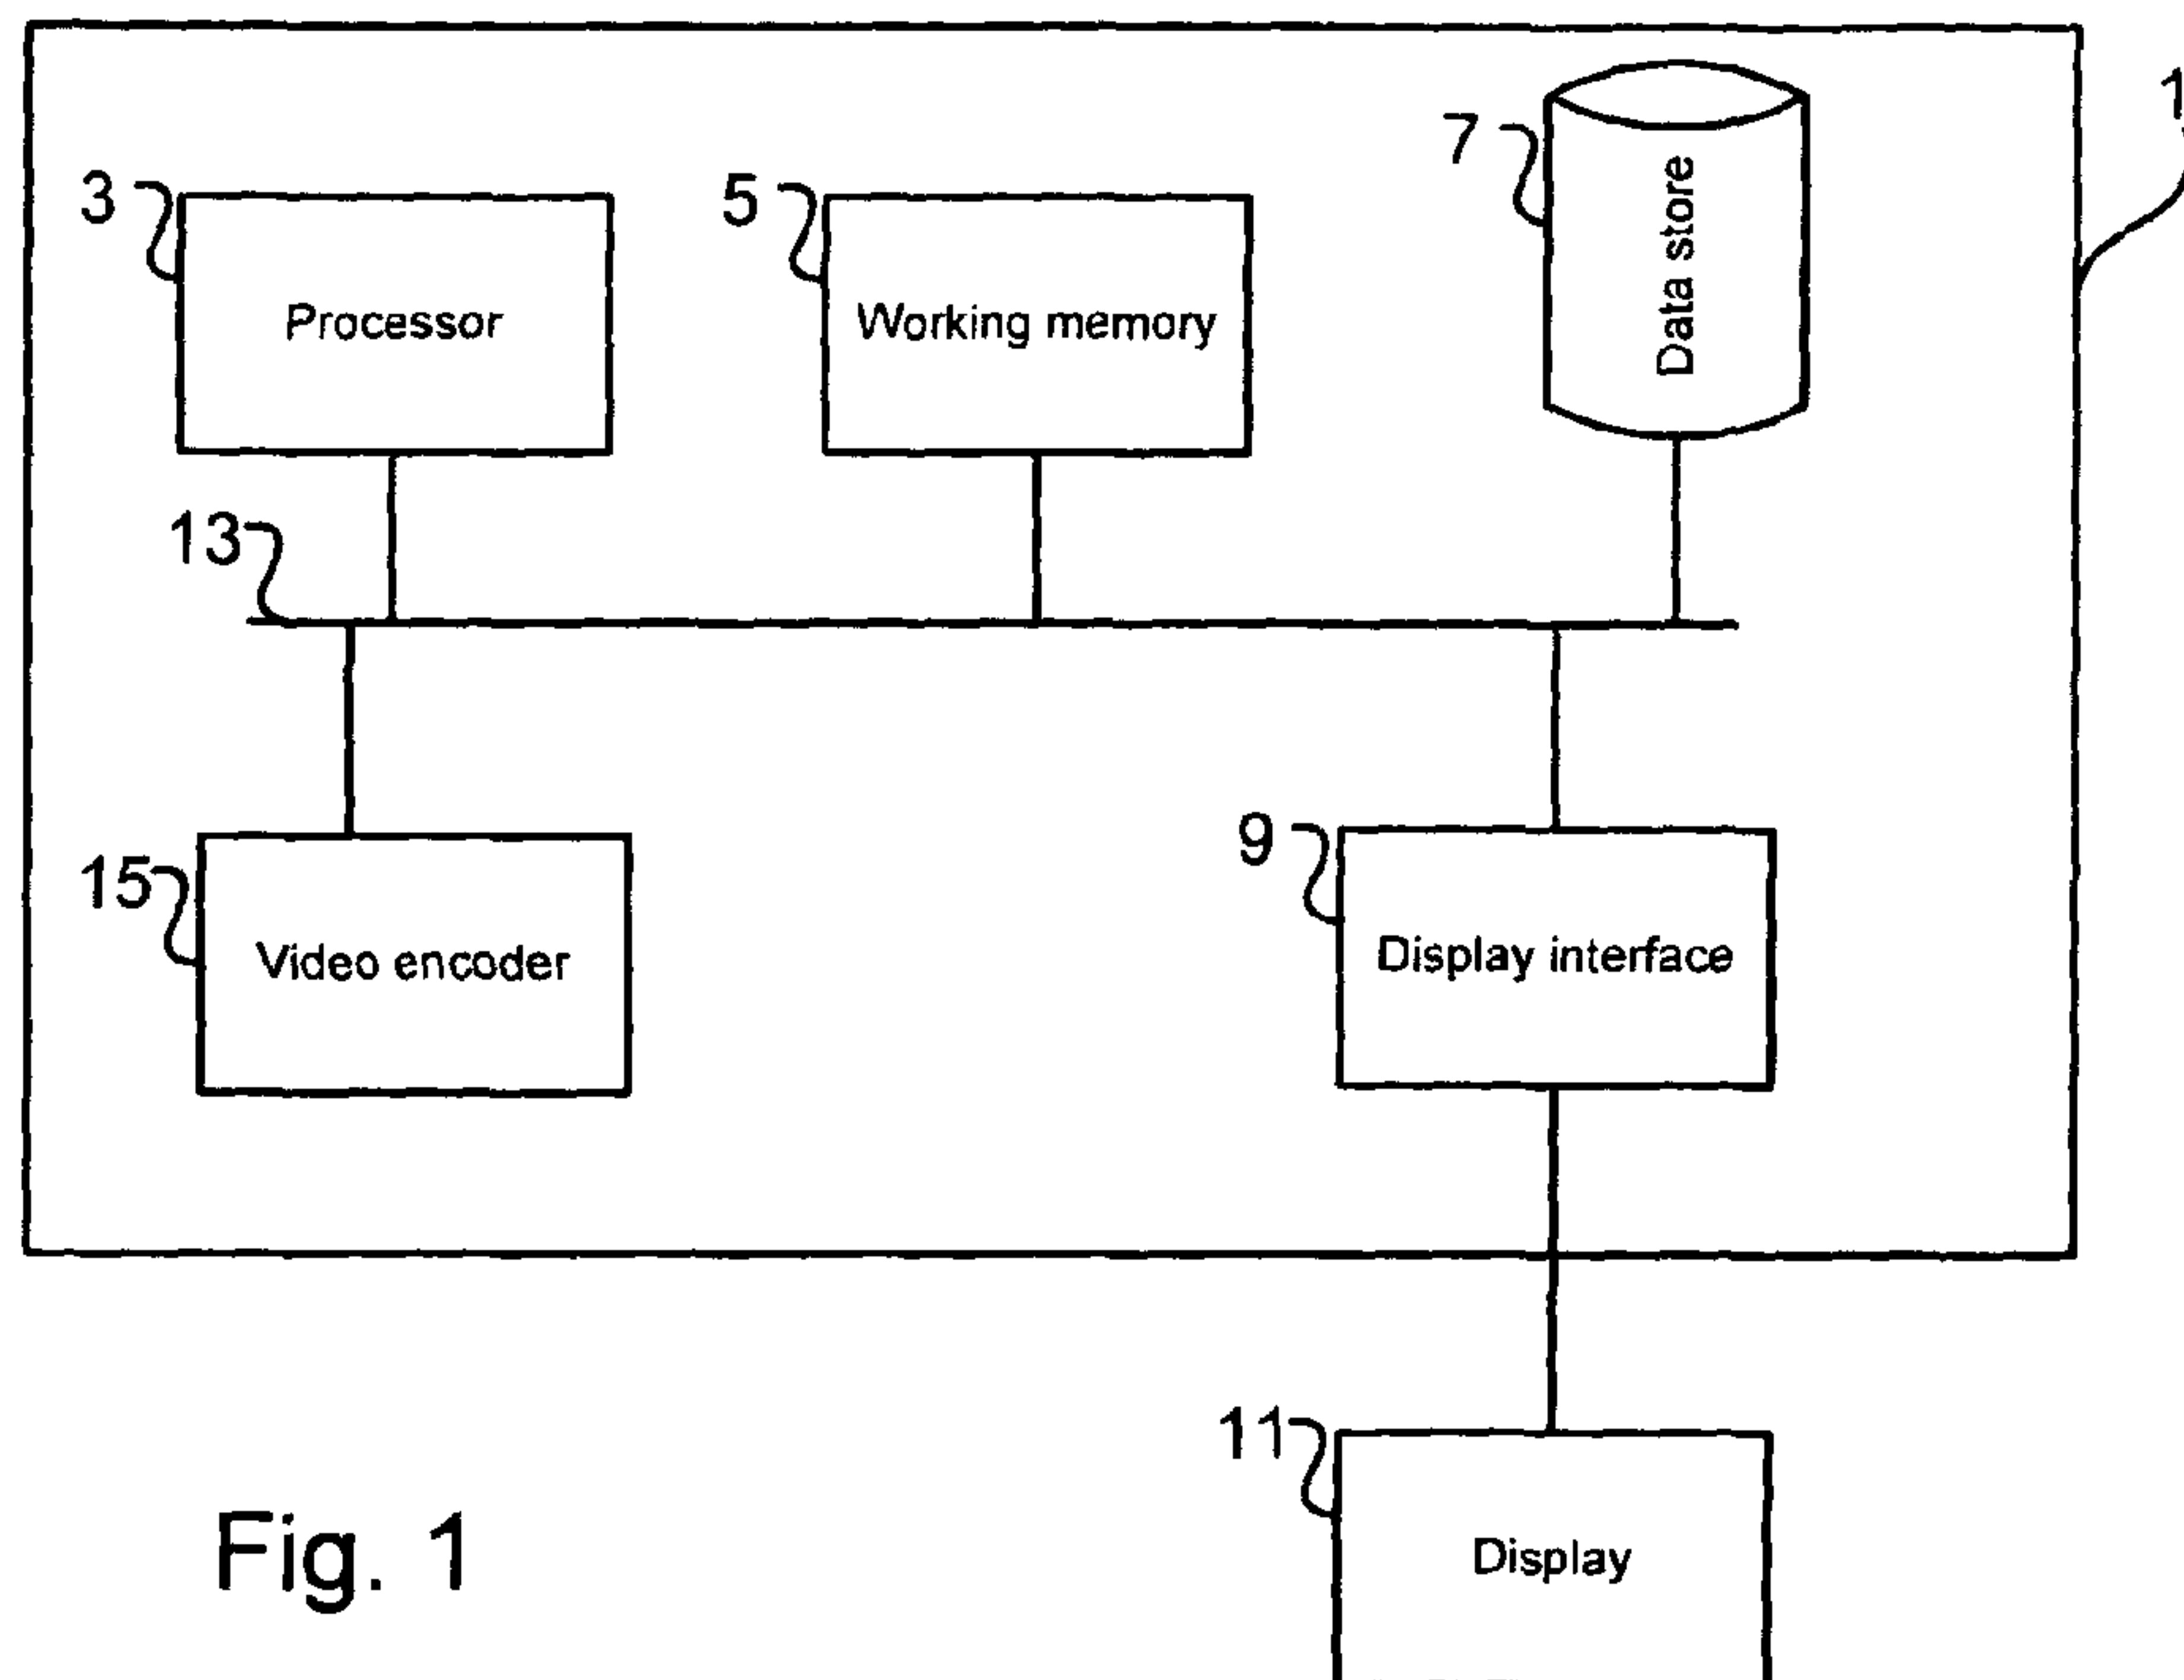 1
7
Data store
3
5
Processor
Working memory
13
15
9
Video encoder
Display interface
11
Display
Fig. 1